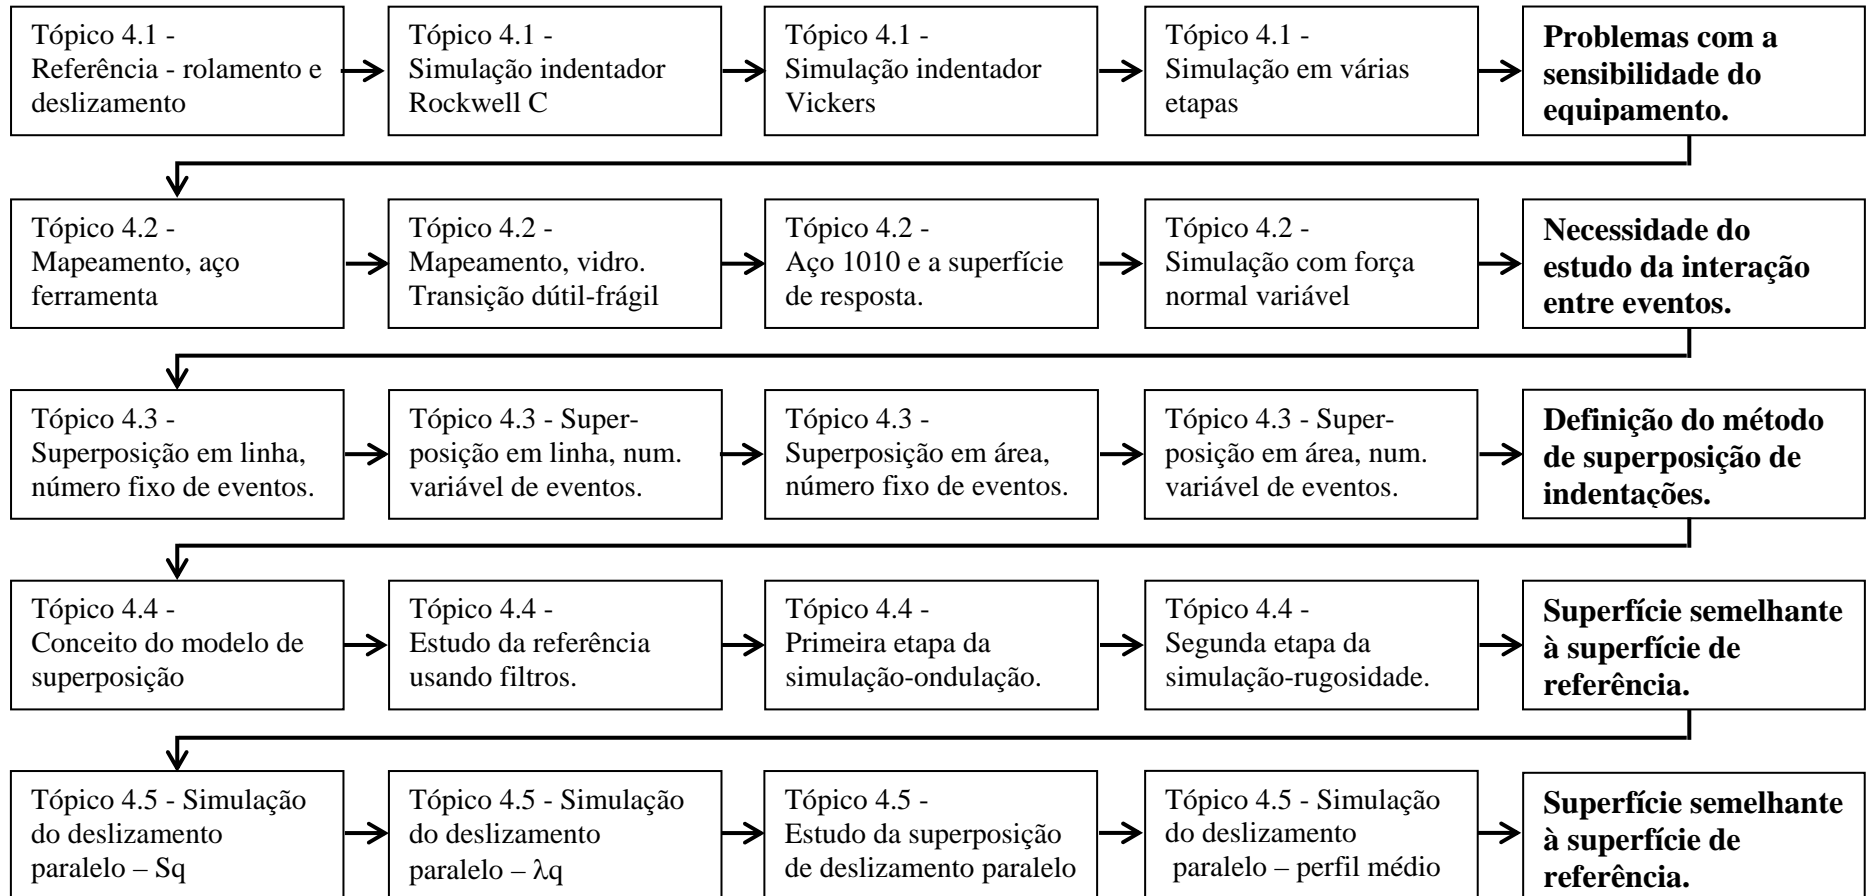 Tópico 4.1 -
Referência - rolamento e
deslizamento
Tópico 4.1 -
Simulação indentador
Rockwell C
Tópico 4.1 -
Simulação indentador
Vickers
Tópico 4.1 -
Simulação em várias
etapas
Problemas com a
sensibilidade do
equipamento.
Tópico 4.2 -
Mapeamento, aço
ferramenta
Tópico 4.2 -
Mapeamento, vidro.
Transição dútil-frágil
Tópico 4.2 -
Aço 1010 e a superfície
de resposta.
Tópico 4.2 -
Simulação com força
normal variável
Necessidade do
estudo da interação
entre eventos.
Tópico 4.3 -
Superposição em linha,
número fixo de eventos.
Tópico 4.3 - Super-
posição em linha, num.
variável de eventos.
Tópico 4.3 -
Superposição em área,
número fixo de eventos.
Tópico 4.3 - Super-
posição em área, num.
variável de eventos.
Definição do método
de superposição de
indentações.
Tópico 4.4 -
Conceito do modelo de
superposição
Tópico 4.4 -
Estudo da referência
usando filtros.
Tópico 4.4 -
Primeira etapa da
simulação-ondulação.
Tópico 4.4 -
Segunda etapa da
simulação-rugosidade.
Superfície semelhante
à superfície de
referência.
Tópico 4.5 - Simulação
do deslizamento
paralelo – Sq
Tópico 4.5 - Simulação
do deslizamento
paralelo – λq
Tópico 4.5 -
Estudo da superposição
de deslizamento paralelo
Tópico 4.5 - Simulação
do deslizamento
paralelo – perfil médio
Superfície semelhante
à superfície de
referência.